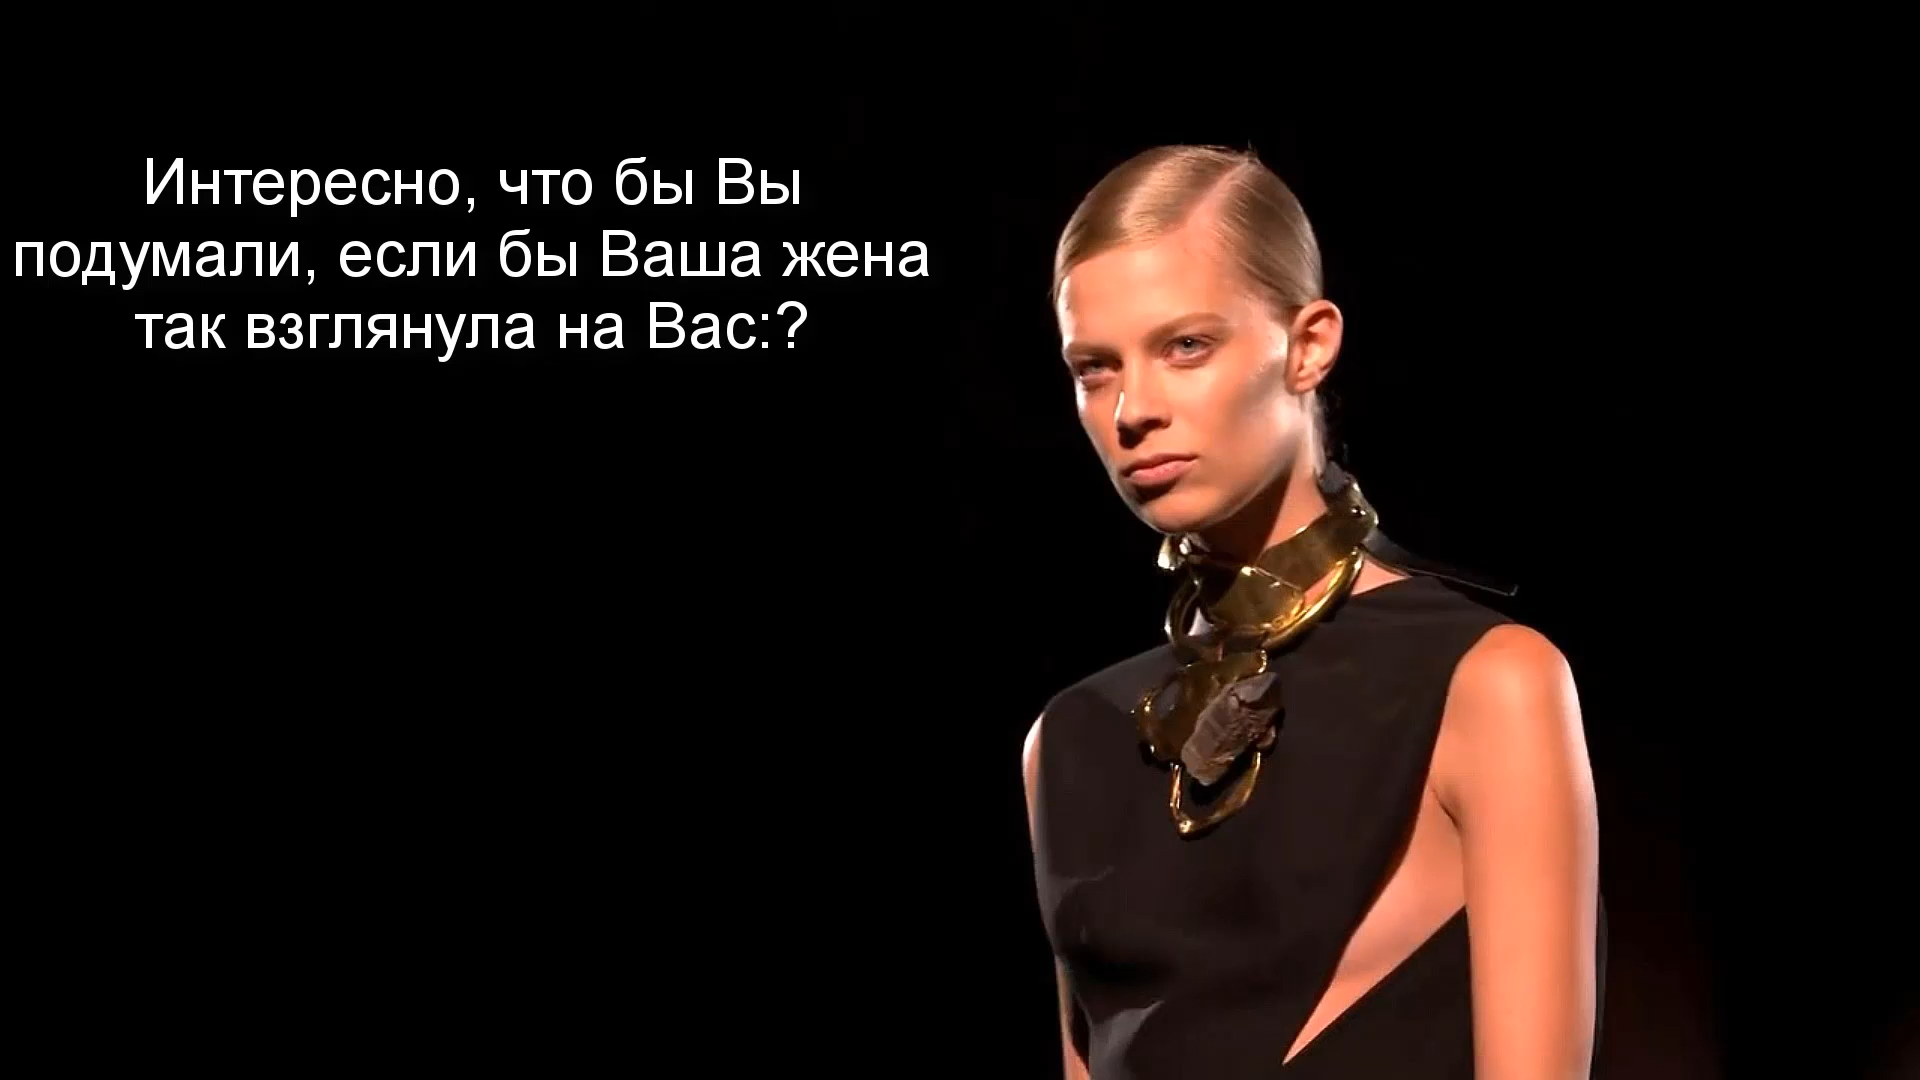 Интересно, что бы Вы
подумали, если бы Ваша жена
так взглянула на Вас:?